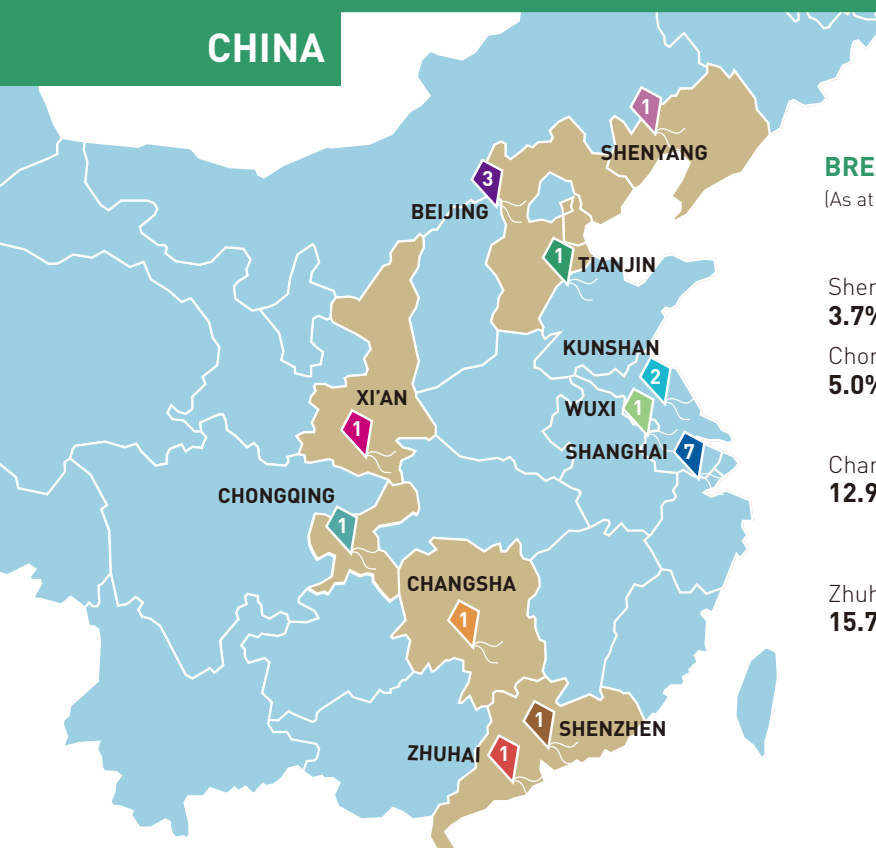 CHINA
1
SHENYANG
3
BEIJING
1
TIANJIN
KUNSHAN
2
XI'AN
1
WUXI
1
SHANGHAI
7
CHONGQING
1
CHANGSHA
1
1
SHENZHEN
ZHUHAI
1
(As at
3.7%
5.0%
12.9
15.7